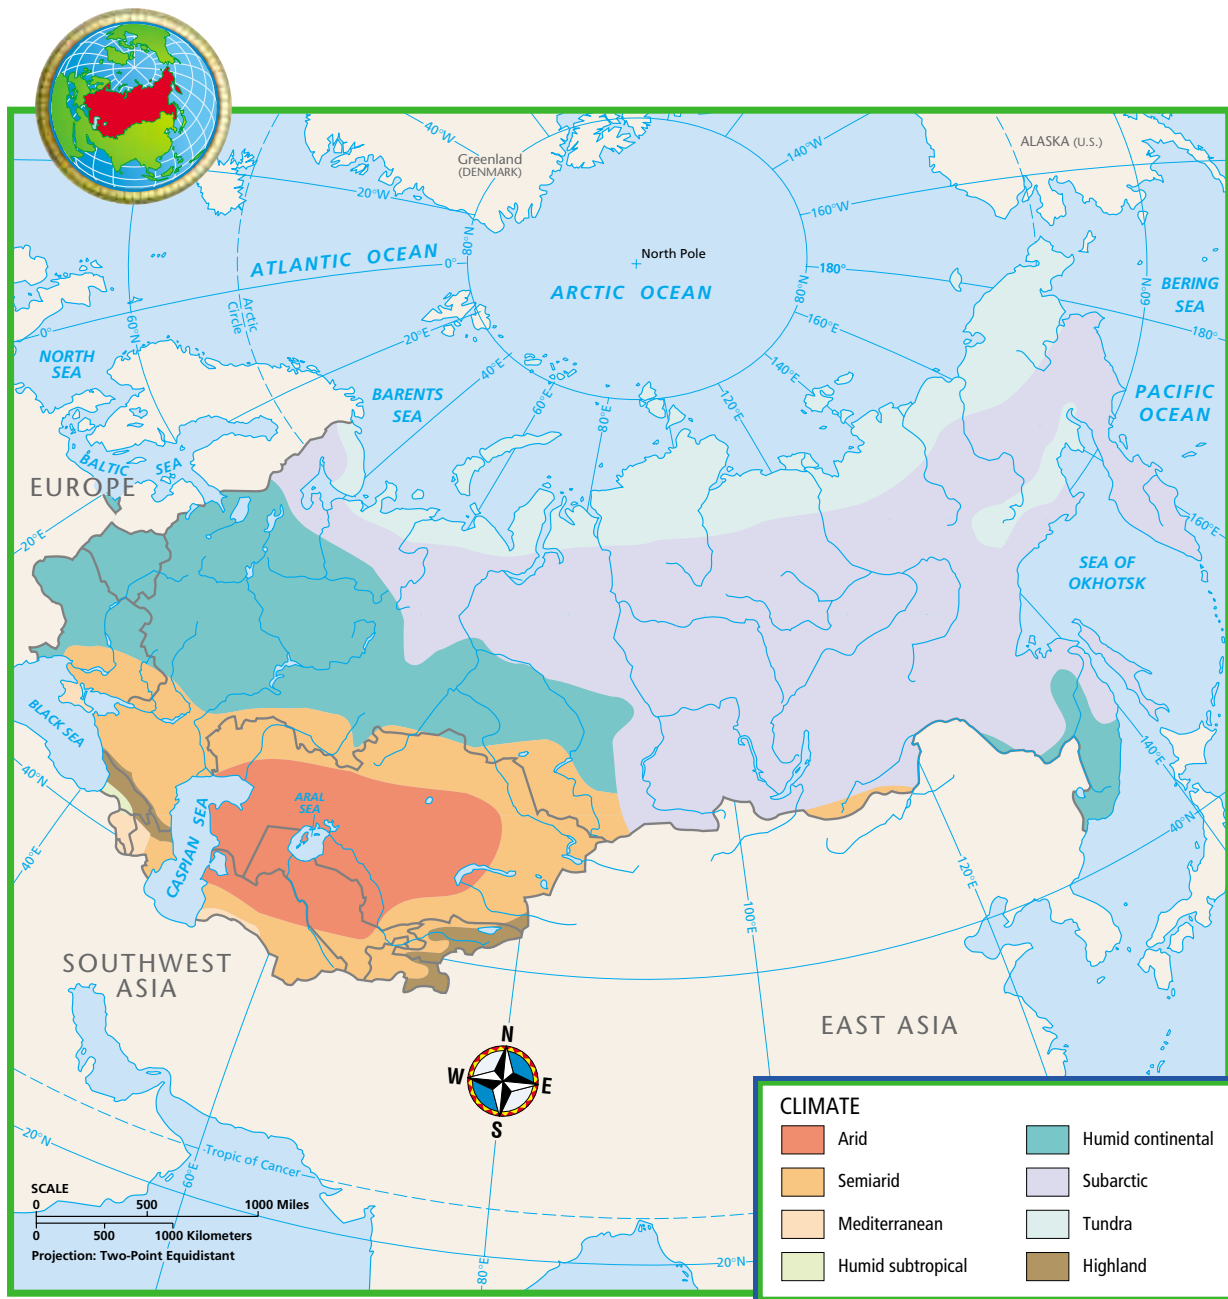 40°W
Greenland
(DENMARK)
140°W
ALASKA (U.S.)
20°W
160°W
80°N
ATLANTIC OCEAN
0°
North Pole
180°
ARCTIC OCEAN
80°N
60°N
BERING
SEA
Arctic
Circle
60°N
0°
20°E
160°E
180°
NORTH
SEA
40°E
140°E
BARENTS
SEA
60°E
80°E
120°E
PACIFIC
OCEAN
BALTIC SEA
EUROPE
20°E
160°E
SEA OF
OKHOTSK
BLACK SEA
40°N
140°E
ARAL
SEA
CASPIAN SEA
40°N
40°E
120°E
100°E
SOUTHWEST
ASIA
EAST ASIA
N
W
E
S
20°N
Tropic of Cancer
60°E
80°E
20°N
SCALE
0 500 1000 Miles
0 500 1000 Kilometers
Projection: Two-Point Equidistant
CLIMATE
Arid
Semiarid
Mediterranean
Humid subtropical
Humid continental
Subarctic
Tundra
Highland